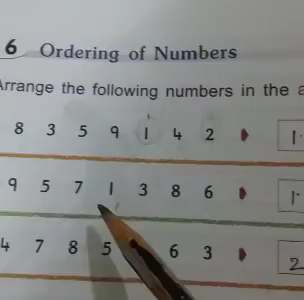 6 Ordering of Numbers
Arrange the following numbers in the a
8 3 5 9 1 4 2 1
9 5 7 1 3 8 6 1
4 7 8 5 6 3 2